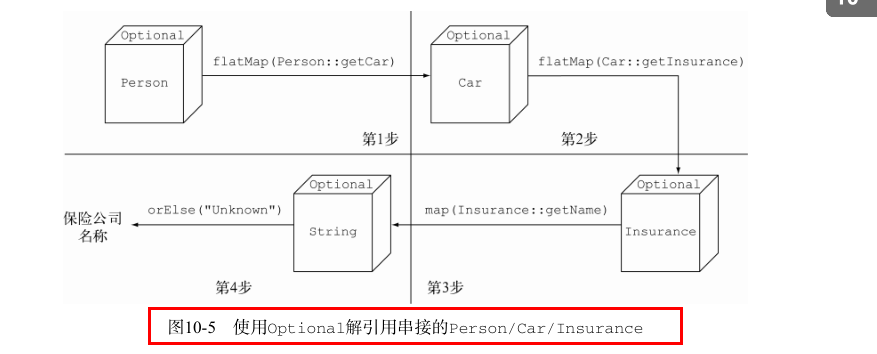 Optional
Person
flatMap(Person::getCar)
Optional
Car
flatMap(Car::getInsurance)
第1步
第2步
保险公司
名称
orElse("Unknown")
Optional
String
map(Insurance::getName)
Optional
Insurance
第4步
第3步
图10-5 使用Optional解引用串接的Person/Car/Insurance